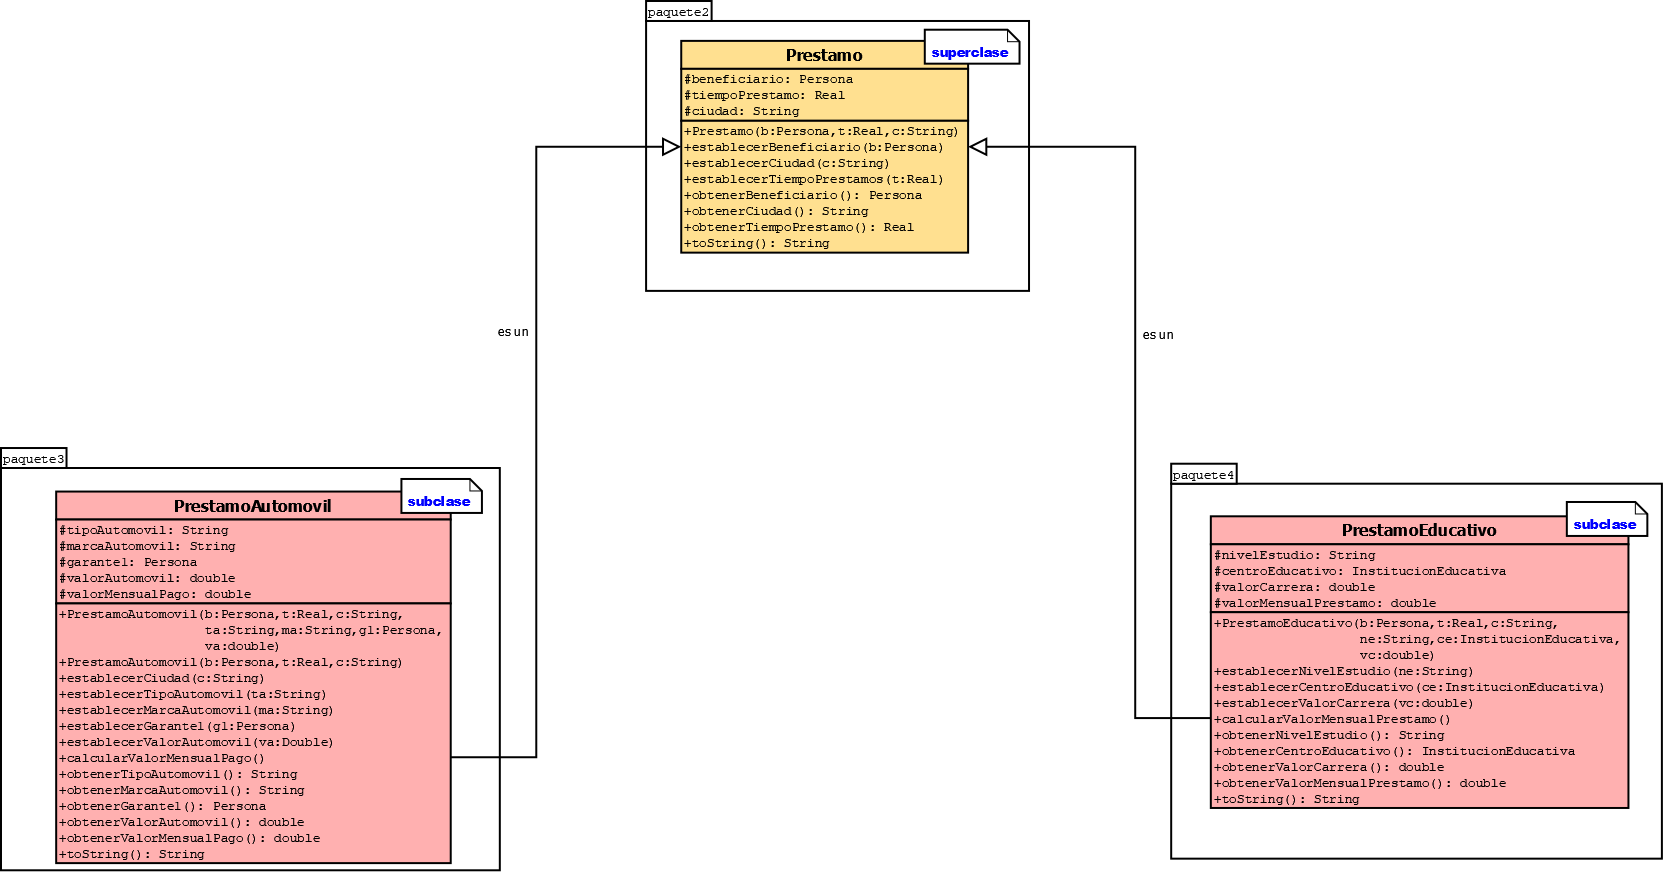 paquete2
superclase
Prestamo
#beneficiario: Persona
#tiempoPrestamo: Real
#ciudad: String
+Prestamo(b:Persona,t:Real,c:String)
+establecerBeneficiario(b:Persona)
+establecerCiudad(c:String)
+establecerTiempoPrestamos(t:Real)
+obtenerBeneficiario(): Persona
+obtenerCiudad(): String
+obtenerTiempoPrestamo(): Real
+toString(): String
es un
es un
paquete3
subclase
PrestamoAutomovil
#tipoAutomovil: String
#marcaAutomovil: String
#garante1: Persona
#valorAutomovil: double
#valorMensualPago: double
+PrestamoAutomovil(b:Persona,t:Real,c:String,
ta:String,ma:String,g1:Persona,
va:double)
+PrestamoAutomovil(b:Persona,t:Real,c:String)
+establecerCiudad(c:String)
+establecerTipoAutomovil(ta:String)
+establecerMarcaAutomovil(ma:String)
+establecerGarante1(g1:Persona)
+establecerValorAutomovil(va:Double)
+calcularValorMensualPago()
+obtenerTipoAutomovil(): String
+obtenerMarcaAutomovil(): String
+obtenerGarante1(): Persona
+obtenerValorAutomovil(): double
+obtenerValorMensualPago(): double
+toString(): String
paquete4
subclase
PrestamoEducativo
#nivelEstudio: String
#centroEducativo: InstitucionEducativa
#valorCarrera: double
#valorMensualPrestamo: double
+PrestamoEducativo(b:Persona,t:Real,c:String,
ne:String,ce:InstitucionEducativa,
vc:double)
+establecerNivelEstudio(ne:String)
+establecerCentroEducativo(ce:InstitucionEducativa)
+establecerValorCarrera(vc:double)
+calcularValorMensualPrestamo()
+obtenerNivelEstudio(): String
+obtenerCentroEducativo(): InstitucionEducativa
+obtenerValorCarrera(): double
+obtenerValorMensualPrestamo(): double
+toString(): String